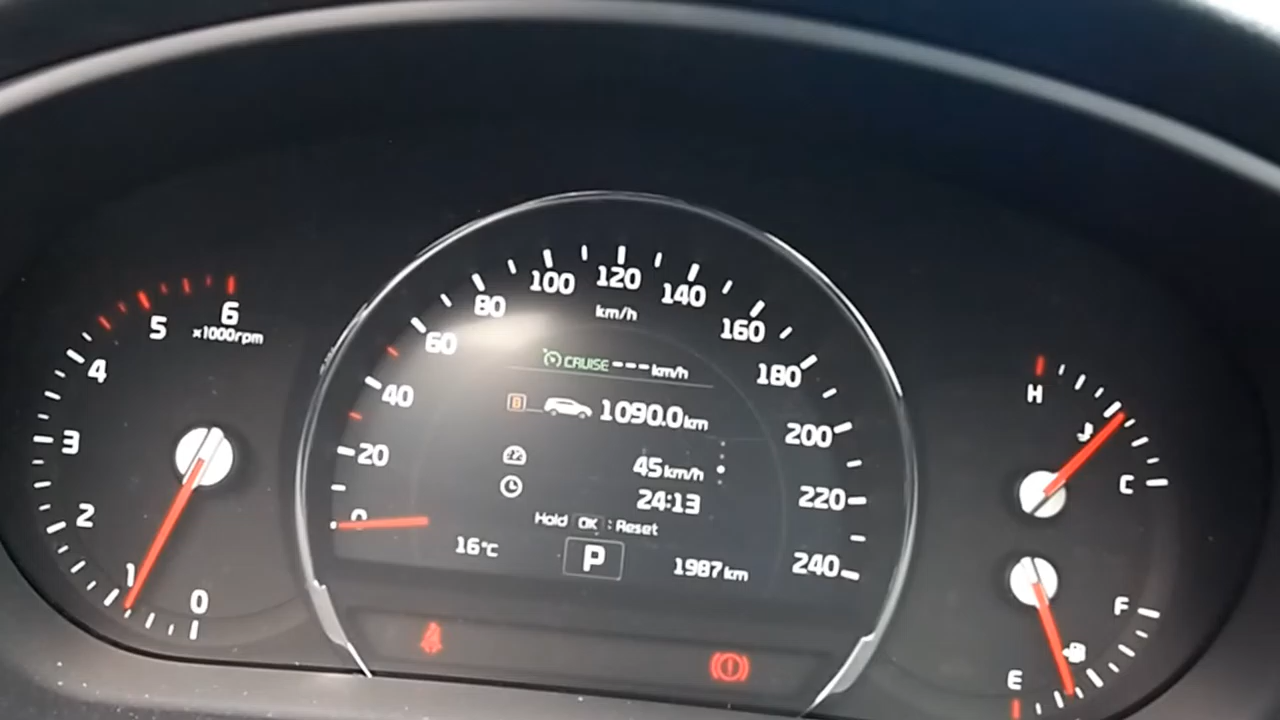 6
5
x1000rpm
4
3
2
1
0
0
20
40
60
80
100
120
140
160
180
200
220
240
km/h
CRUISE ---km/h
B 1090.0km
45km/h
24:13
Hold OK : Reset
16°C
P
1987km
H
C
F
E